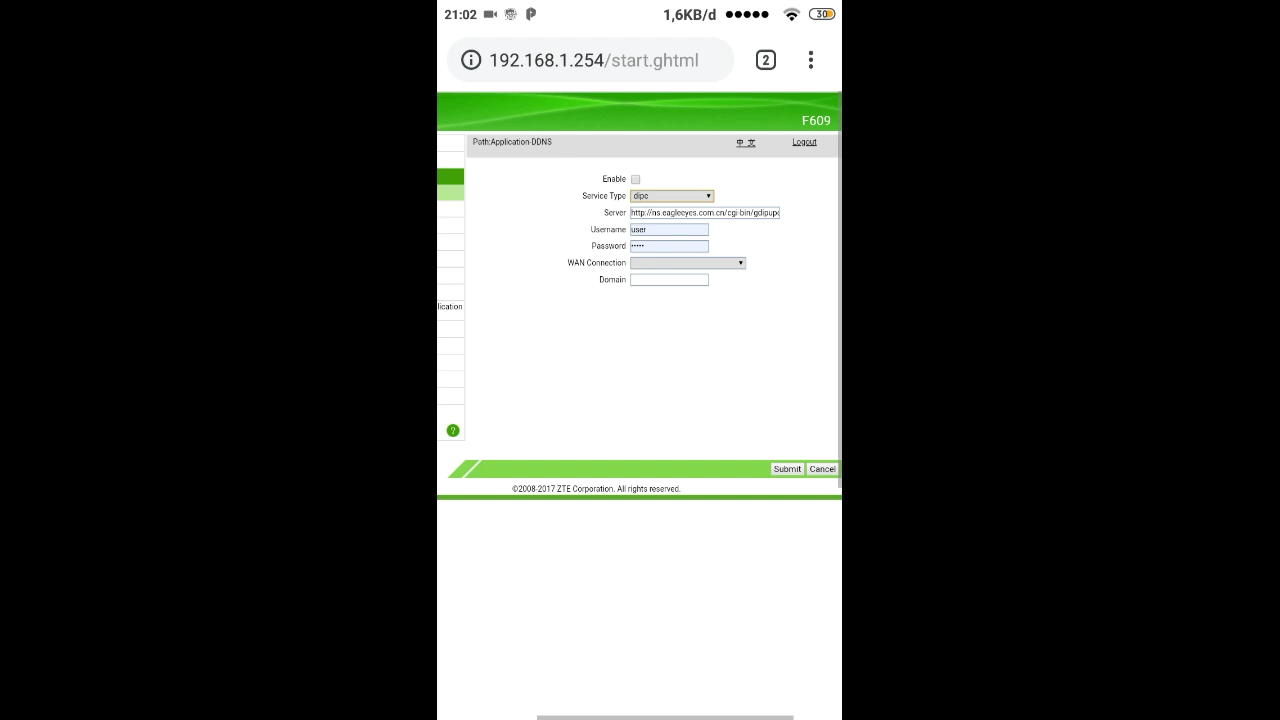 21:02 1,6KB/d 30
192.168.1.254/start.ghtml 2
F609
Path:Application-DDNS 中文 Logout
Enable
Service Type dipc
Server http://ns.eagleeyes.com.cn/cgi-bin/gdipupd
Username user
Password •••••
WAN Connection
Domain
lication
?
Submit Cancel
©2008-2017 ZTE Corporation. All rights reserved.